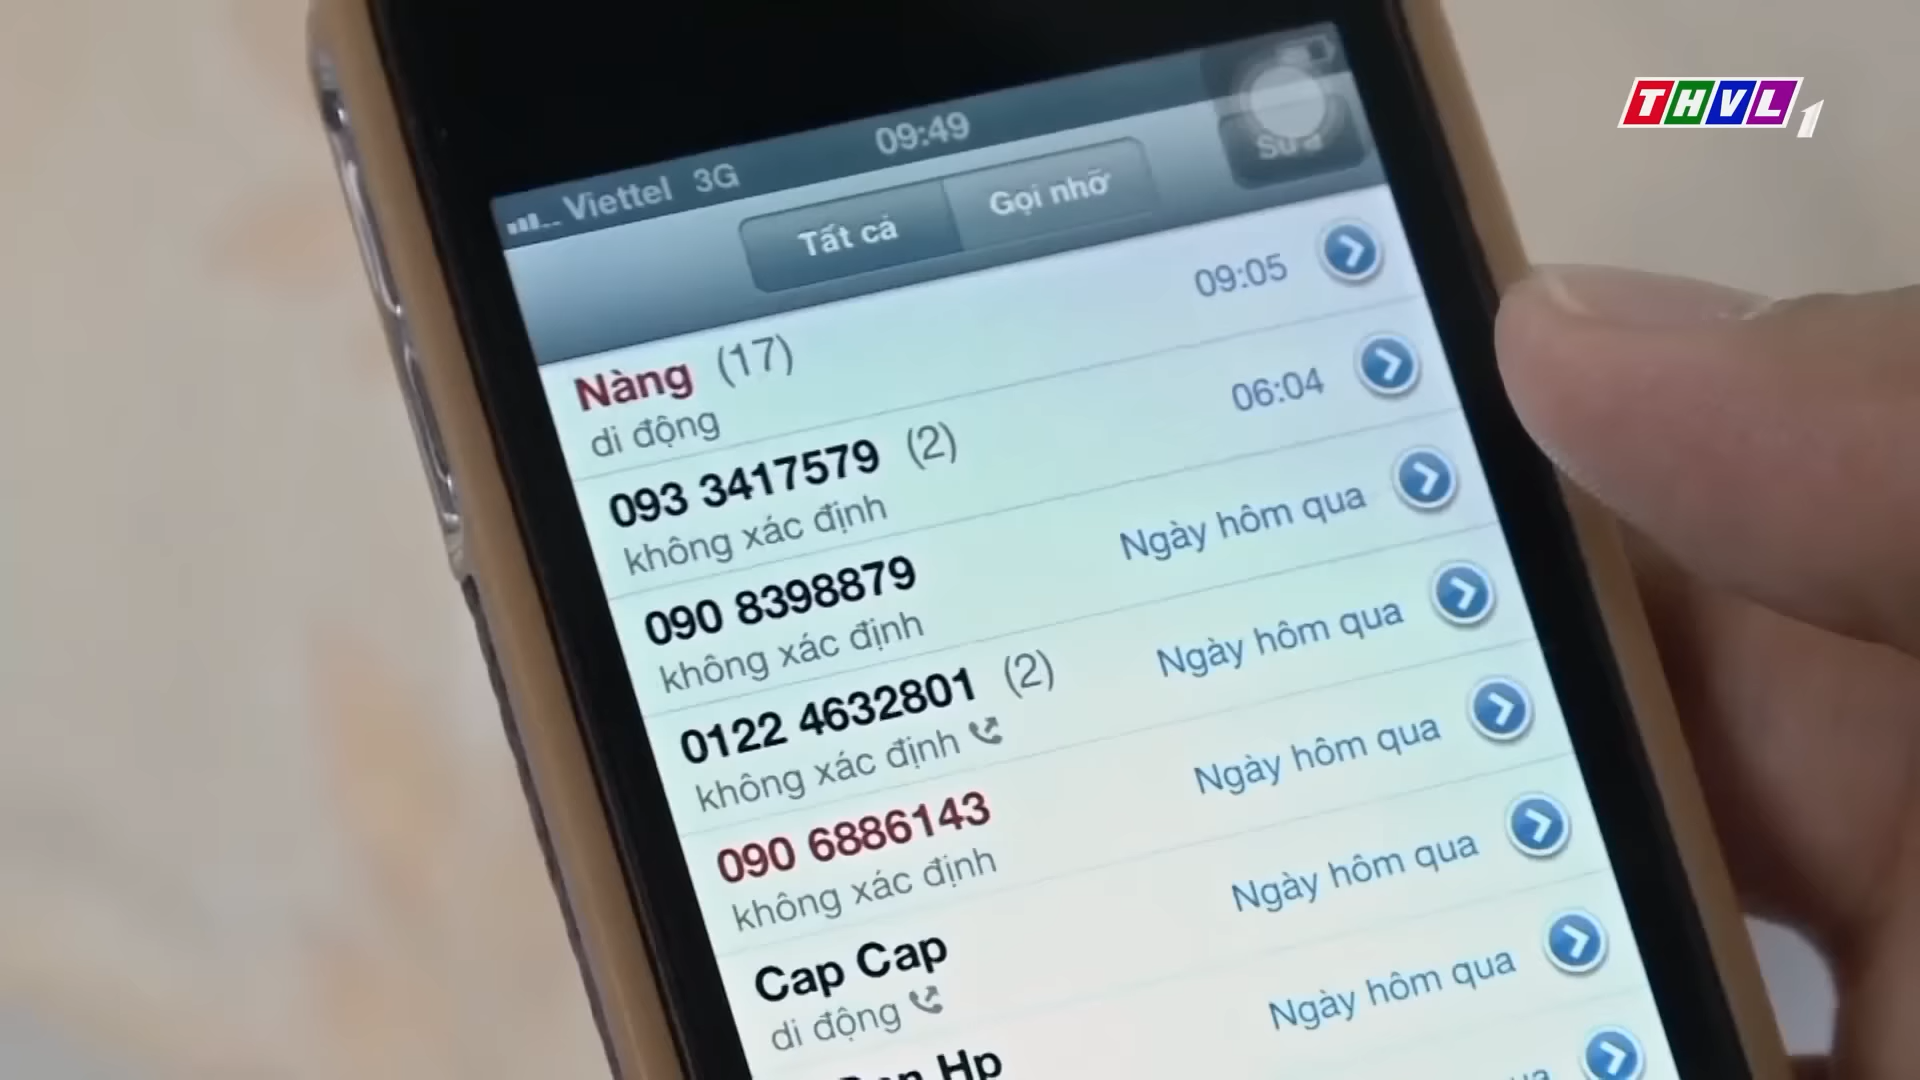 THVL1
Viettel 3G 09:49
Tất cả Gọi nhỡ Sửa
Nàng (17) 09:05
di động
093 3417579 (2) 06:04
không xác định
090 8398879 Ngày hôm qua
không xác định
0122 4632801 (2) Ngày hôm qua
không xác định
090 6886143 Ngày hôm qua
không xác định
Cap Cap Ngày hôm qua
di động
Hp Ngày hôm qua